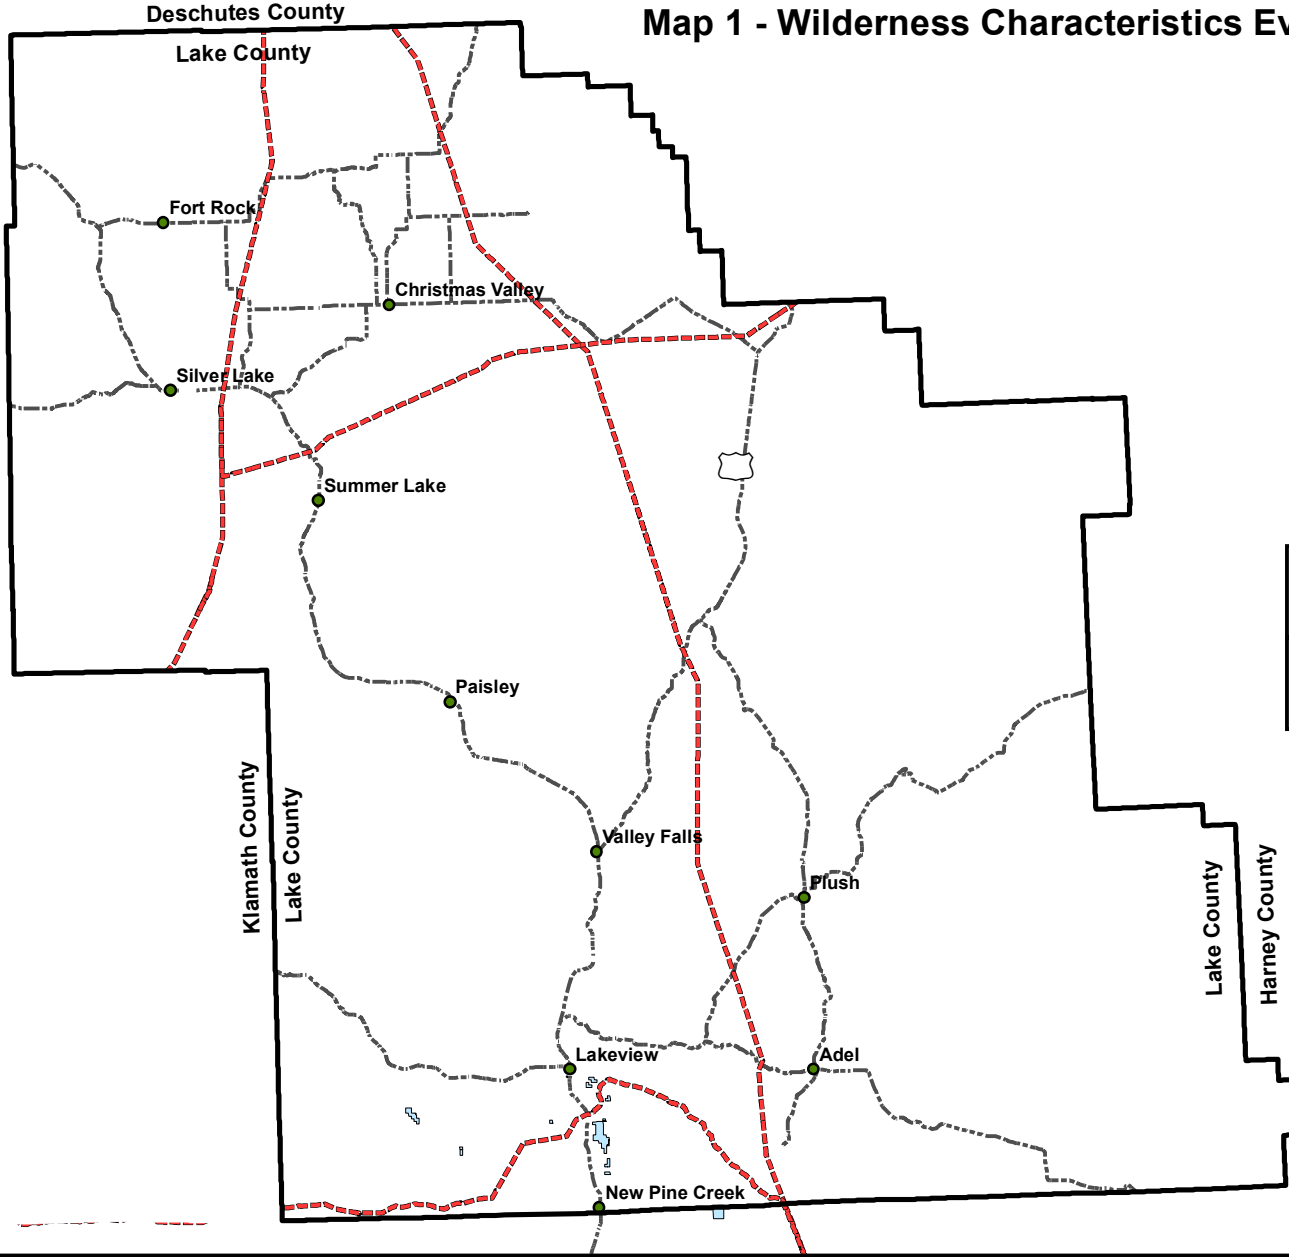 Deschutes County
Map 1 - Wilderness Characteristics Ev
Lake County
Fort Rock
Christmas Valley
Silver Lake
Summer Lake
Paisley
Klamath County
Lake County
Valley Falls
Plush
Lake County
Harney County
Lakeview
Adel
New Pine Creek